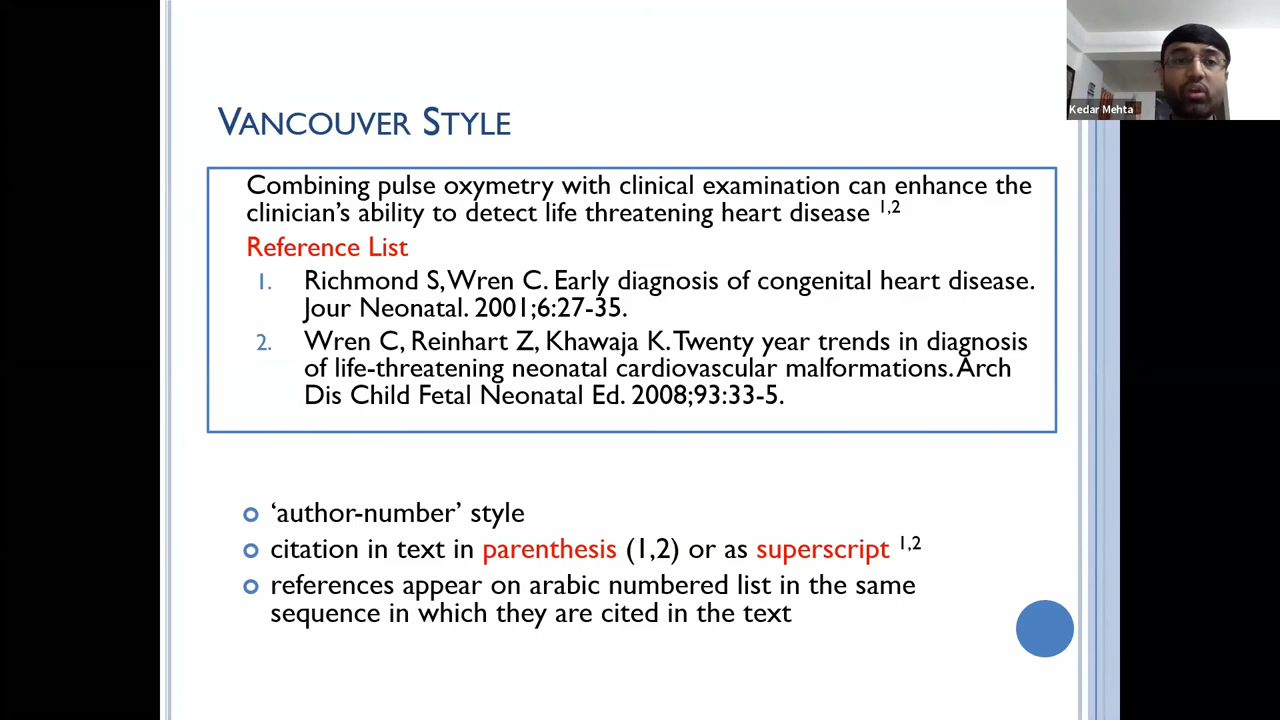 VANCOUVER STYLE
Kedar Mehta
Combining pulse oxymetry with clinical examination can enhance the
clinician's ability to detect life threatening heart disease 1,2
Reference List
1. Richmond S, Wren C. Early diagnosis of congenital heart disease.
Jour Neonatal. 2001;6:27-35.
2. Wren C, Reinhart Z, Khawaja K. Twenty year trends in diagnosis
of life-threatening neonatal cardiovascular malformations. Arch
Dis Child Fetal Neonatal Ed. 2008;93:33-5.
‘author-number’ style
citation in text in parenthesis (1,2) or as superscript 1,2
references appear on arabic numbered list in the same
sequence in which they are cited in the text